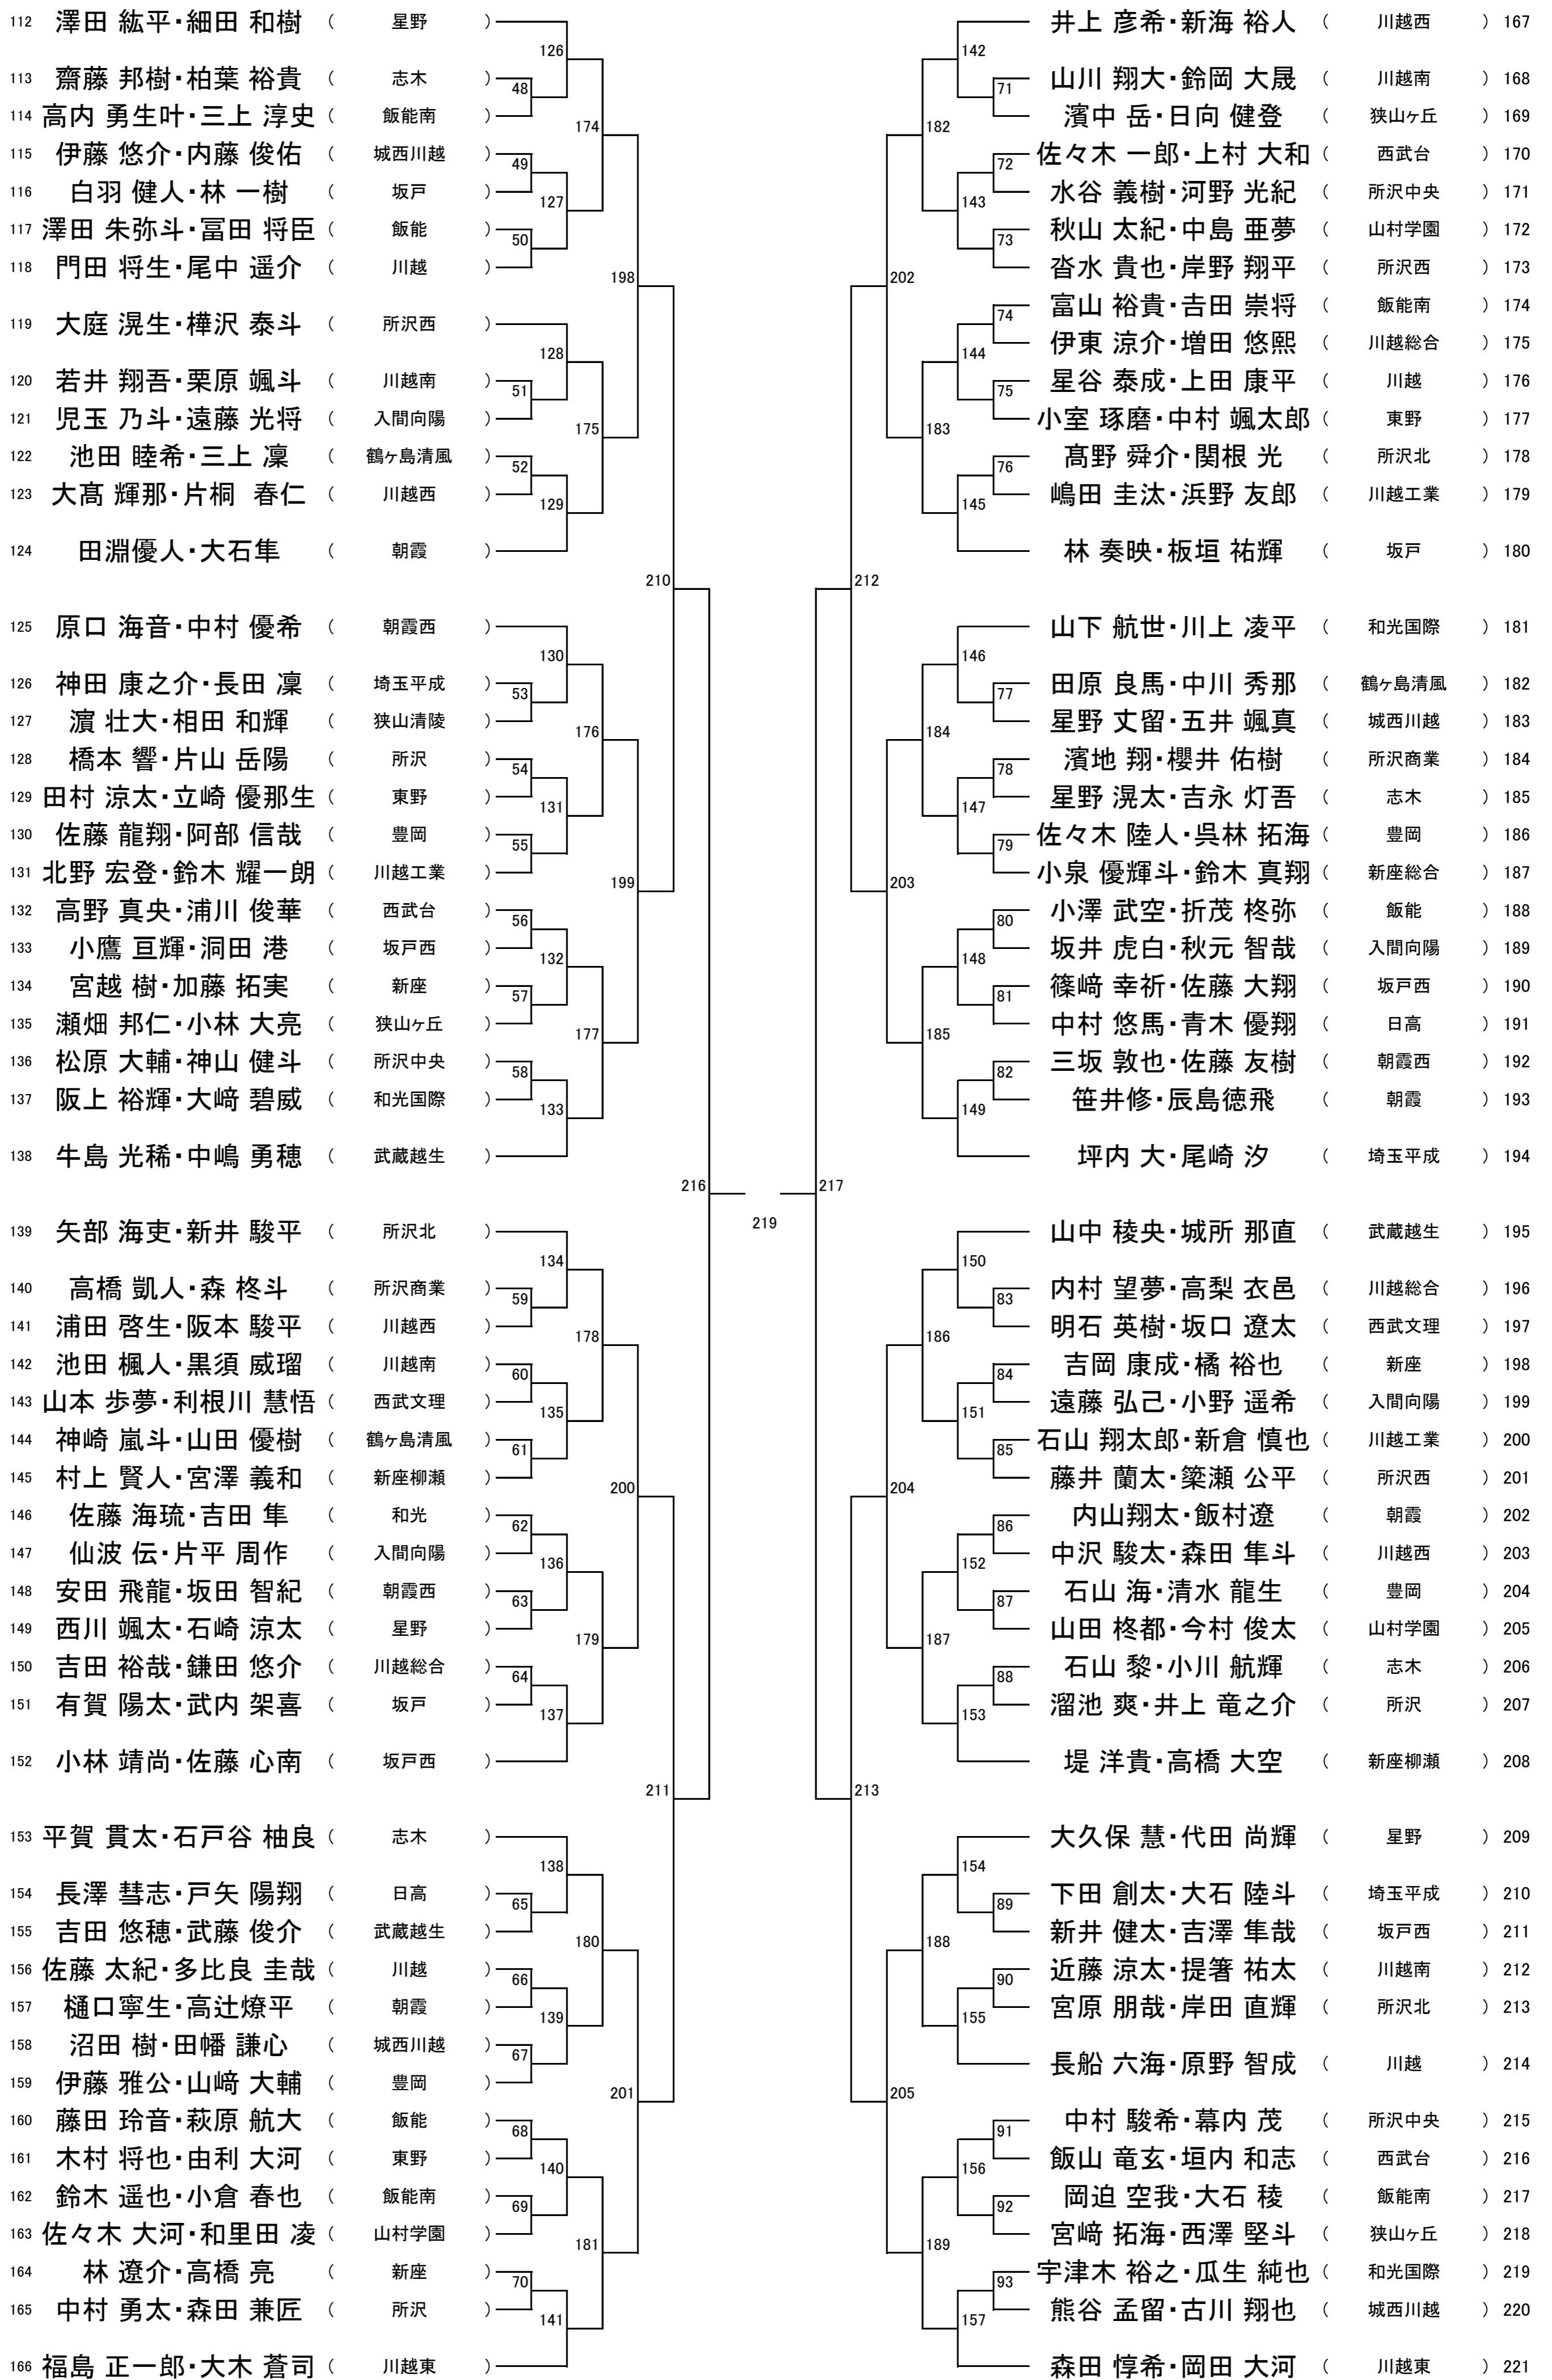 112 澤田 紘平・細田 和樹 （ 星野 ）
113 齋藤 邦樹・柏葉 裕貴 （ 志木 ）
114 高内 勇生叶・三上 淳史 （ 飯能南 ）
115 伊藤 悠介・内藤 俊佑 （ 城西川越 ）
116 白羽 健人・林 一樹 （ 坂戸 ）
117 澤田 朱弥斗・冨田 将臣 （ 飯能 ）
118 門田 将生・尾中 遥介 （ 川越 ）
119 大庭 滉生・樺沢 泰斗 （ 所沢西 ）
120 若井 翔吾・栗原 颯斗 （ 川越南 ）
121 児玉 乃斗・遠藤 光将 （ 入間向陽 ）
122 池田 睦希・三上 凜 （ 鶴ヶ島清風 ）
123 大髙 輝那・片桐 春仁 （ 川越西 ）
124 田淵優人・大石隼 （ 朝霞 ）
125 原口 海音・中村 優希 （ 朝霞西 ）
126 神田 康之介・長田 凜 （ 埼玉平成 ）
127 濵 壮大・相田 和輝 （ 狭山清陵 ）
128 橋本 響・片山 岳陽 （ 所沢 ）
129 田村 涼太・立崎 優那生 （ 東野 ）
130 佐藤 龍翔・阿部 信哉 （ 豊岡 ）
131 北野 宏登・鈴木 耀一朗 （ 川越工業 ）
132 高野 真央・浦川 俊華 （ 西武台 ）
133 小鷹 亘輝・洞田 港 （ 坂戸西 ）
134 宮越 樹・加藤 拓実 （ 新座 ）
135 瀬畑 邦仁・小林 大亮 （ 狭山ヶ丘 ）
136 松原 大輔・神山 健斗 （ 所沢中央 ）
137 阪上 裕輝・大﨑 碧威 （ 和光国際 ）
138 牛島 光稀・中嶋 勇穂 （ 武蔵越生 ）
139 矢部 海吏・新井 駿平 （ 所沢北 ）
140 高橋 凱人・森 柊斗 （ 所沢商業 ）
141 浦田 啓生・阪本 駿平 （ 川越西 ）
142 池田 楓人・黒須 威瑠 （ 川越南 ）
143 山本 歩夢・利根川 慧悟 （ 西武文理 ）
144 神崎 嵐斗・山田 優樹 （ 鶴ヶ島清風 ）
145 村上 賢人・宮澤 義和 （ 新座柳瀬 ）
146 佐藤 海琉・吉田 隼 （ 和光 ）
147 仙波 伝・片平 周作 （ 入間向陽 ）
148 安田 飛龍・坂田 智紀 （ 朝霞西 ）
149 西川 颯太・石崎 涼太 （ 星野 ）
150 吉田 裕哉・鎌田 悠介 （ 川越総合 ）
151 有賀 陽太・武内 架喜 （ 坂戸 ）
152 小林 靖尚・佐藤 心南 （ 坂戸西 ）
153 平賀 貫太・石戸谷 柚良 （ 志木 ）
154 長澤 彗志・戸矢 陽翔 （ 日高 ）
155 吉田 悠穂・武藤 俊介 （ 武蔵越生 ）
156 佐藤 太紀・多比良 圭哉 （ 川越 ）
157 樋口寧生・高辻燎平 （ 朝霞 ）
158 沼田 樹・田幡 謙心 （ 城西川越 ）
159 伊藤 雅公・山﨑 大輔 （ 豊岡 ）
160 藤田 玲音・萩原 航大 （ 飯能 ）
161 木村 将也・由利 大河 （ 東野 ）
162 鈴木 遥也・小倉 春也 （ 飯能南 ）
163 佐々木 大河・和里田 凌 （ 山村学園 ）
164 林 遼介・高橋 亮 （ 新座 ）
165 中村 勇太・森田 兼匠 （ 所沢 ）
166 福島 正一郎・大木 蒼司 （ 川越東 ）
126
48
174
49
127
50
198
128
51
175
52
129
210
130
53
176
54
131
55
199
56
132
57
177
58
133
216
134
59
178
60
135
61
200
62
136
63
179
64
137
211
138
65
180
66
139
67
201
68
140
69
181
70
141
219
217
142
71
182
72
143
73
202
74
144
75
183
76
145
212
146
77
184
78
147
79
203
80
148
81
185
82
149
150
83
186
84
151
85
204
86
152
87
187
88
153
213
154
89
188
90
155
205
91
156
92
189
93
157
井上 彦希・新海 裕人 （ 川越西 ） 167
山川 翔大・鈴岡 大晟 （ 川越南 ） 168
濱中 岳・日向 健登 （ 狭山ヶ丘 ） 169
佐々木 一郎・上村 大和 （ 西武台 ） 170
水谷 義樹・河野 光紀 （ 所沢中央 ） 171
秋山 太紀・中島 亜夢 （ 山村学園 ） 172
沓水 貴也・岸野 翔平 （ 所沢西 ） 173
富山 裕貴・吉田 崇将 （ 飯能南 ） 174
伊東 涼介・増田 悠熙 （ 川越総合 ） 175
星谷 泰成・上田 康平 （ 川越 ） 176
小室 琢磨・中村 颯太郎 （ 東野 ） 177
髙野 舜介・関根 光 （ 所沢北 ） 178
嶋田 圭汰・浜野 友郎 （ 川越工業 ） 179
林 奏映・板垣 祐輝 （ 坂戸 ） 180
山下 航世・川上 凌平 （ 和光国際 ） 181
田原 良馬・中川 秀那 （ 鶴ヶ島清風 ） 182
星野 丈留・五井 颯真 （ 城西川越 ） 183
濱地 翔・櫻井 佑樹 （ 所沢商業 ） 184
星野 滉太・吉永 灯吾 （ 志木 ） 185
佐々木 陸人・呉林 拓海 （ 豊岡 ） 186
小泉 優輝斗・鈴木 真翔 （ 新座総合 ） 187
小澤 武空・折茂 柊弥 （ 飯能 ） 188
坂井 虎白・秋元 智哉 （ 入間向陽 ） 189
篠﨑 幸祈・佐藤 大翔 （ 坂戸西 ） 190
中村 悠馬・青木 優翔 （ 日高 ） 191
三坂 敦也・佐藤 友樹 （ 朝霞西 ） 192
笹井修・辰島徳飛 （ 朝霞 ） 193
坪内 大・尾崎 汐 （ 埼玉平成 ） 194
山中 稜央・城所 那直 （ 武蔵越生 ） 195
内村 望夢・高梨 衣邑 （ 川越総合 ） 196
明石 英樹・坂口 遼太 （ 西武文理 ） 197
吉岡 康成・橘 裕也 （ 新座 ） 198
遠藤 弘己・小野 遥希 （ 入間向陽 ） 199
石山 翔太郎・新倉 慎也 （ 川越工業 ） 200
藤井 蘭太・簗瀬 公平 （ 所沢西 ） 201
内山翔太・飯村遼 （ 朝霞 ） 202
中沢 駿太・森田 隼斗 （ 川越西 ） 203
石山 海・清水 龍生 （ 豊岡 ） 204
山田 柊都・今村 俊太 （ 山村学園 ） 205
石山 黎・小川 航輝 （ 志木 ） 206
溜池 爽・井上 竜之介 （ 所沢 ） 207
堤 洋貴・高橋 大空 （ 新座柳瀬 ） 208
大久保 慧・代田 尚輝 （ 星野 ） 209
下田 創太・大石 陸斗 （ 埼玉平成 ） 210
新井 健太・吉澤 隼哉 （ 坂戸西 ） 211
近藤 涼太・提箸 祐太 （ 川越南 ） 212
宮原 朋哉・岸田 直輝 （ 所沢北 ） 213
長船 六海・原野 智成 （ 川越 ） 214
中村 駿希・幕内 茂 （ 所沢中央 ） 215
飯山 竜玄・垣内 和志 （ 西武台 ） 216
岡迫 空我・大石 稜 （ 飯能南 ） 217
宮﨑 拓海・西澤 堅斗 （ 狭山ヶ丘 ） 218
宇津木 裕之・瓜生 純也 （ 和光国際 ） 219
熊谷 孟留・古川 翔也 （ 城西川越 ） 220
森田 惇希・岡田 大河 （ 川越東 ） 221